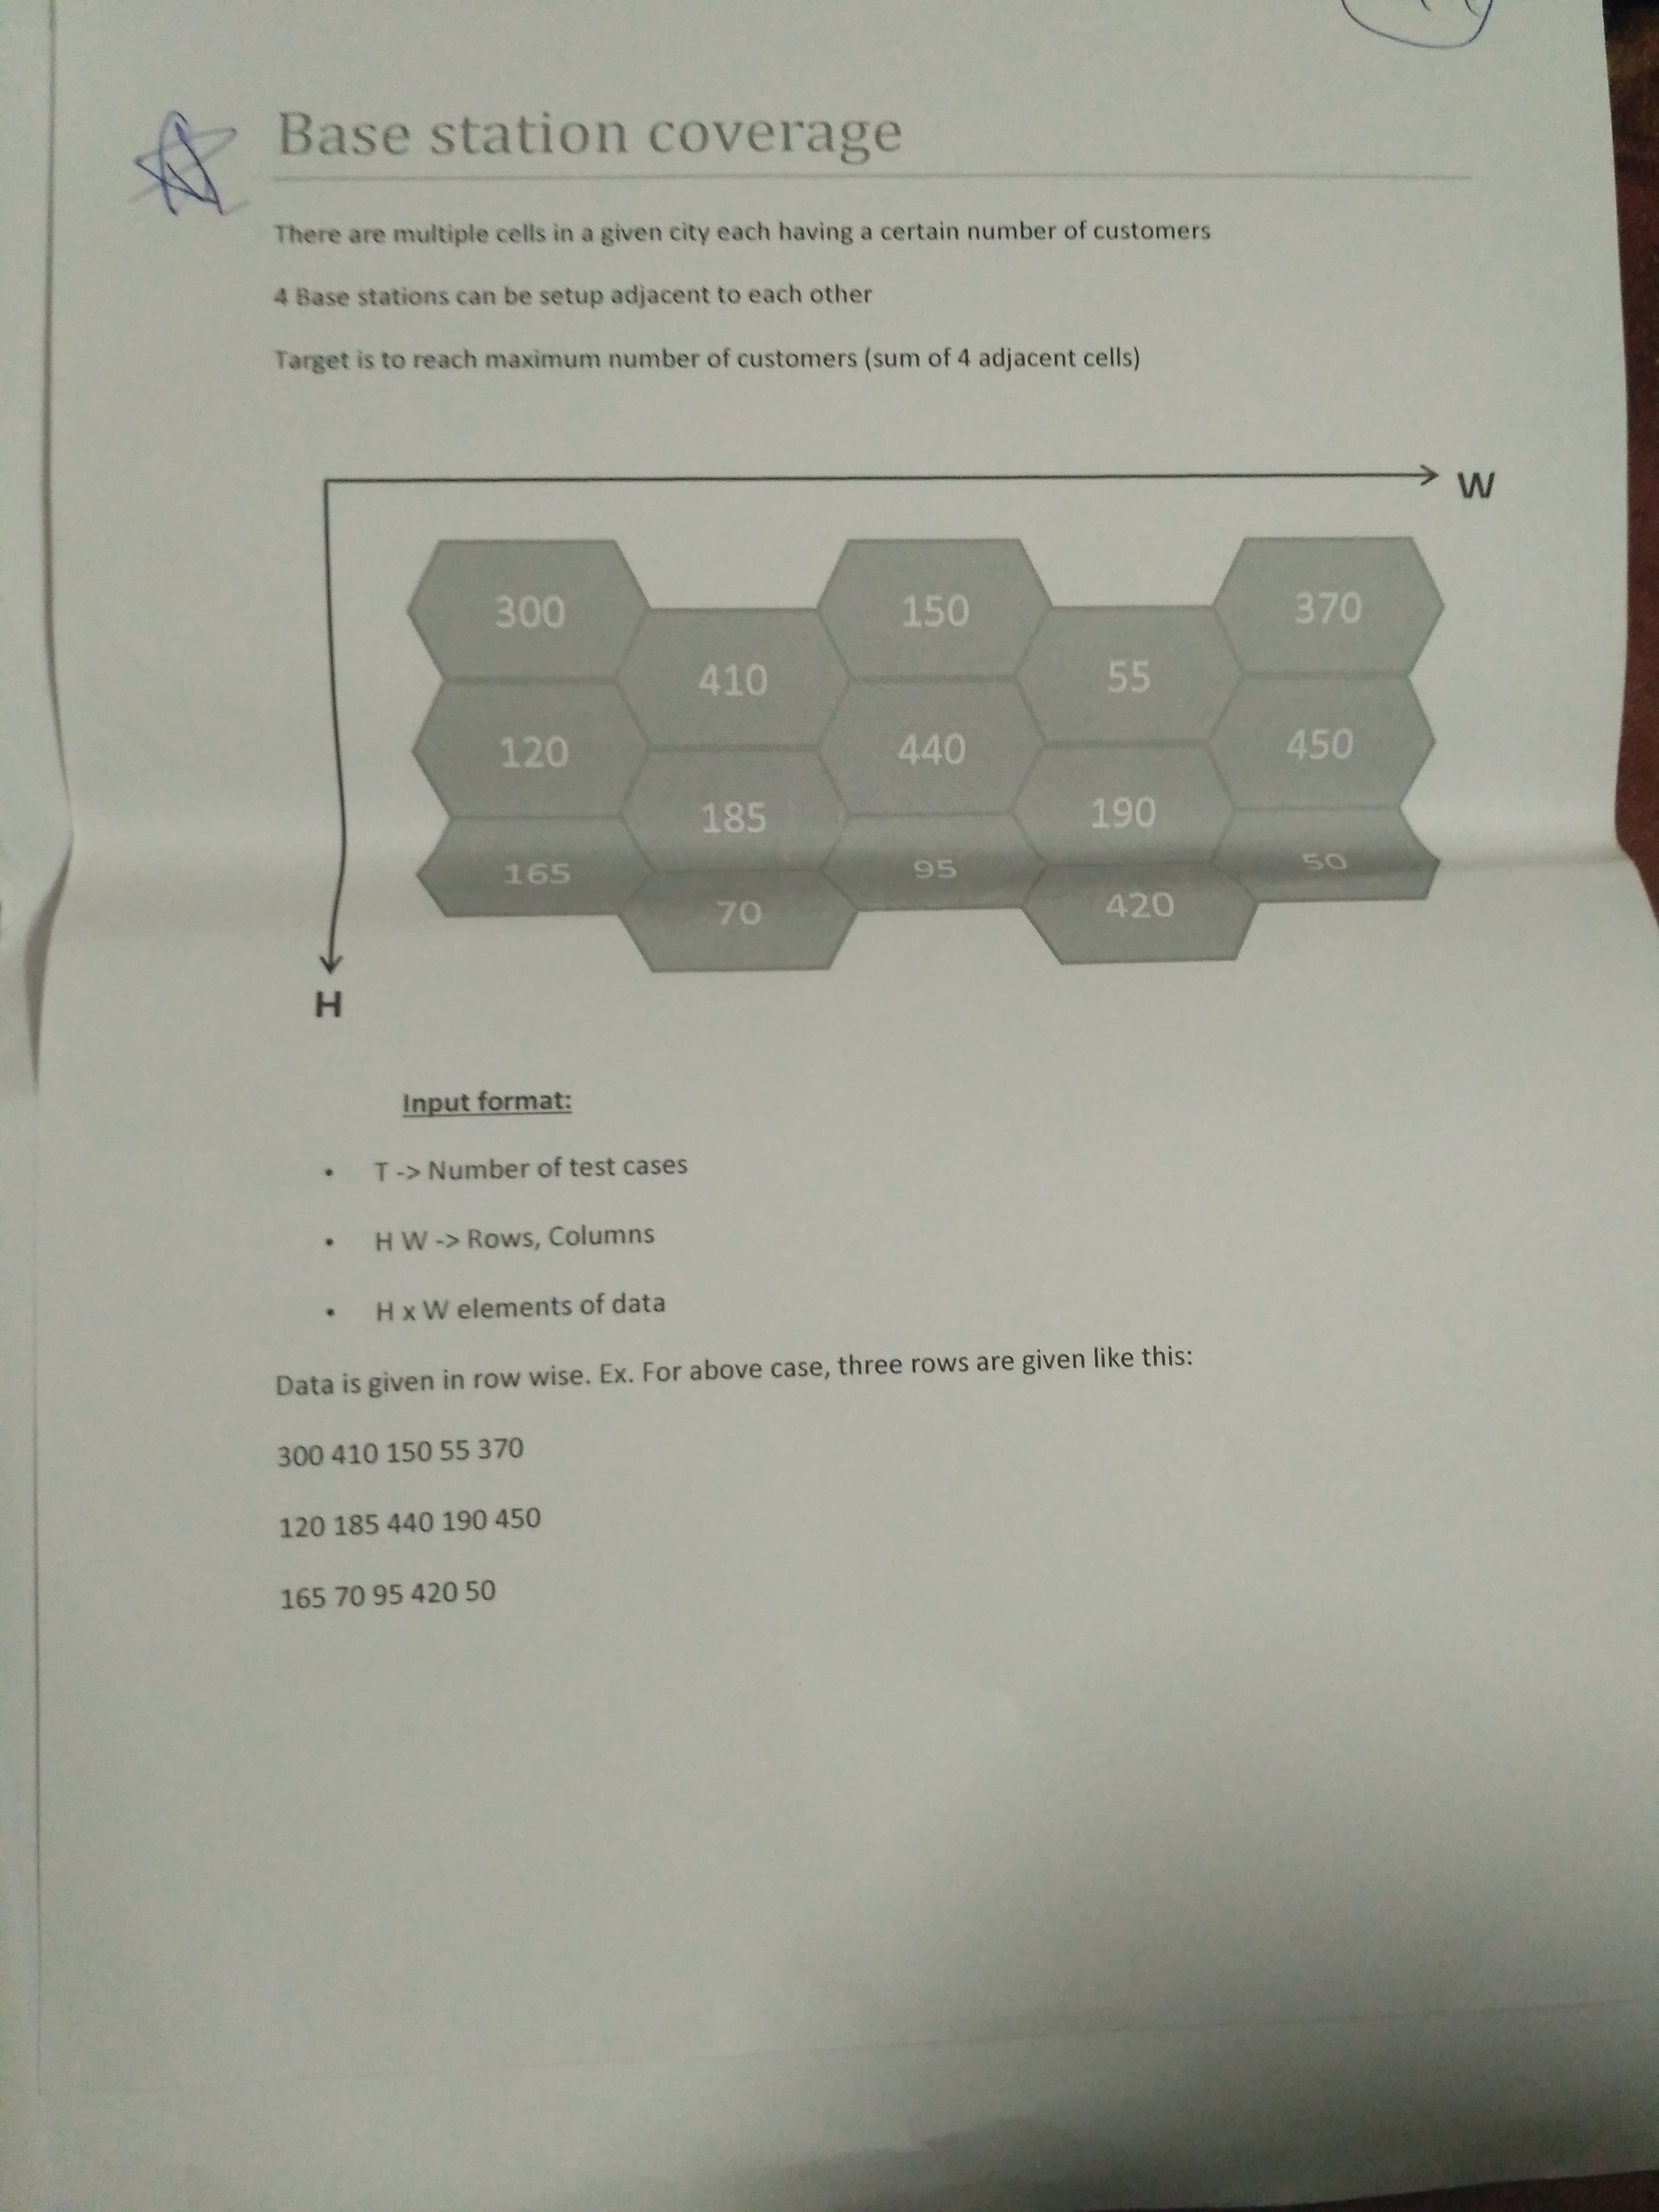 Base station coverage
There are multiple cells in a given city each having a certain number of customers
4 Base stations can be setup adjacent to each other
Target is to reach maximum number of customers (sum of 4 adjacent cells)
W
300 150 370
410 55
120 440 450
185 190
165 95 50
70 420
H
Input format:
• T -> Number of test cases
• H W -> Rows, Columns
• H x W elements of data
Data is given in row wise. Ex. For above case, three rows are given like this:
300 410 150 55 370
120 185 440 190 450
165 70 95 420 50